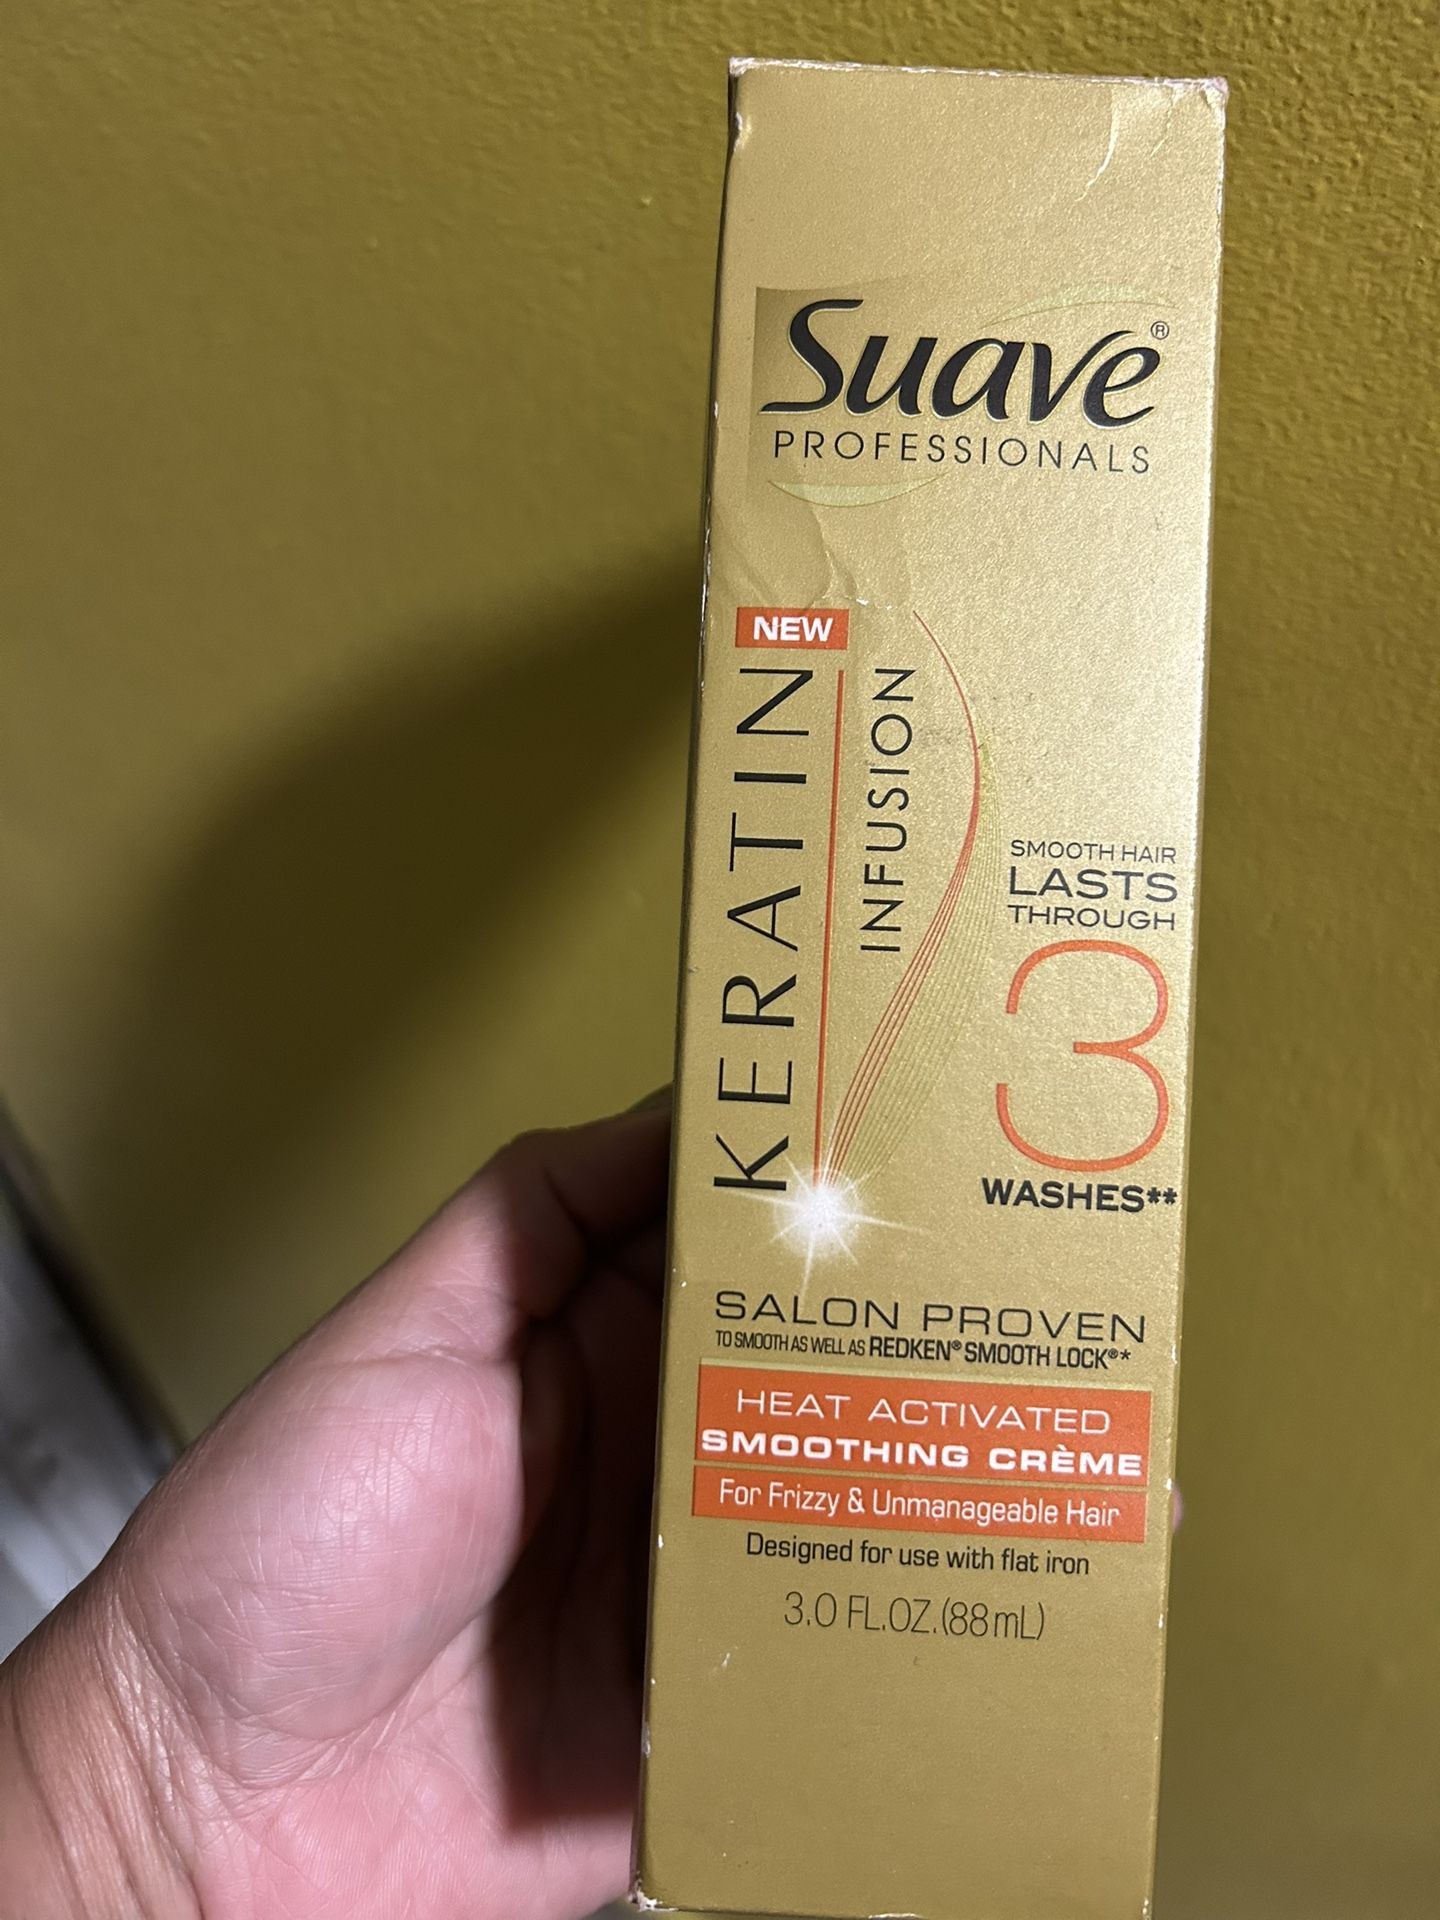 Suave®
PROFESSIONALS
NEW
KERATIN
INFUSION
SMOOTH HAIR
LASTS
THROUGH
3
WASHES**
SALON PROVEN
TO SMOOTH AS WELL AS REDKEN® SMOOTH LOCK®*
HEAT ACTIVATED
SMOOTHING CRÈME
For Frizzy & Unmanageable Hair
Designed for use with flat iron
3.0 FL.OZ.(88mL)